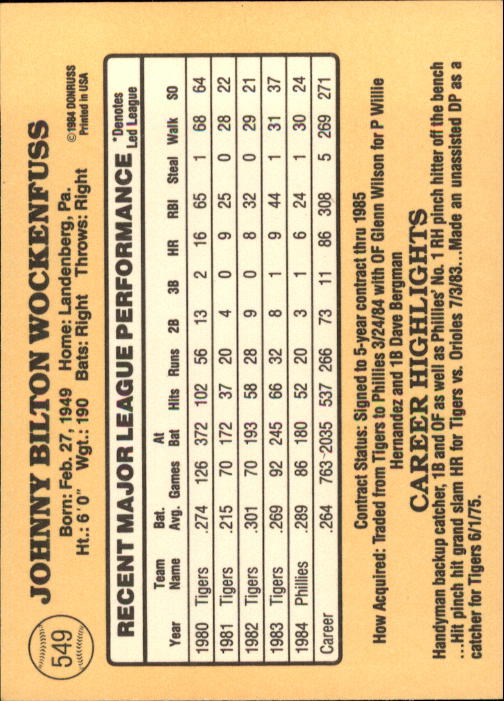 549
JOHNNY BILTON WOCKENFUSS
Born: Feb. 27, 1949 Home: Landenberg, Pa.
Ht.: 6'0" Wgt.: 190 Bats: Right Throws: Right
©1984 DONRUSS
Printed in USA
RECENT MAJOR LEAGUE PERFORMANCE *Denotes Led League
Year Team Name Bat. Avg. Games At Bat Hits Runs 2B 3B HR RBI Steal Walk SO
1980 Tigers .274 126 372 102 56 13 2 16 65 1 68 64
1981 Tigers .215 70 172 37 20 4 0 9 25 0 28 22
1982 Tigers .301 70 193 58 28 9 0 8 32 0 29 21
1983 Tigers .269 92 245 66 32 8 1 9 44 1 31 37
1984 Phillies .289 86 180 52 20 3 1 6 24 1 30 24
Career .264 763 2035 537 266 73 11 86 308 5 269 271
Contract Status: Signed to 5-year contract thru 1985
How Acquired: Traded from Tigers to Phillies 3/24/84 with OF Glenn Wilson for P Willie
Hernandez and 1B Dave Bergman
CAREER HIGHLIGHTS
Handyman backup catcher, 1B and OF as well as Phillies' No. 1 RH pinch hitter off the bench
...Hit pinch hit grand slam HR for Tigers vs. Orioles 7/3/83...Made an unassisted DP as a
catcher for Tigers 6/1/75.